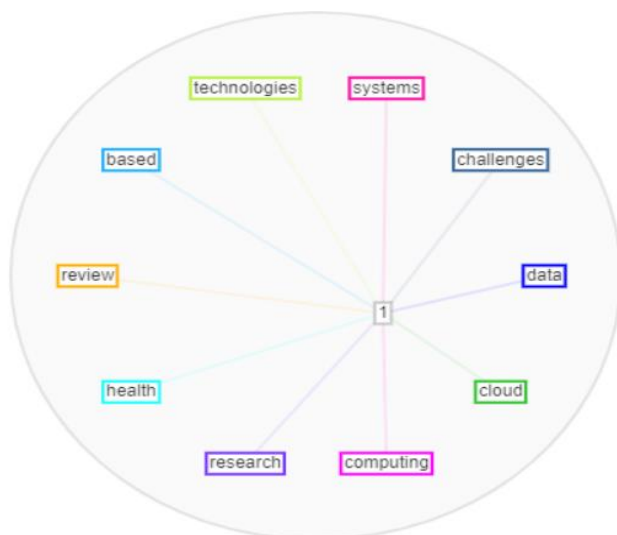 technologies
systems
based
challenges
review
data
1
health
cloud
research
computing